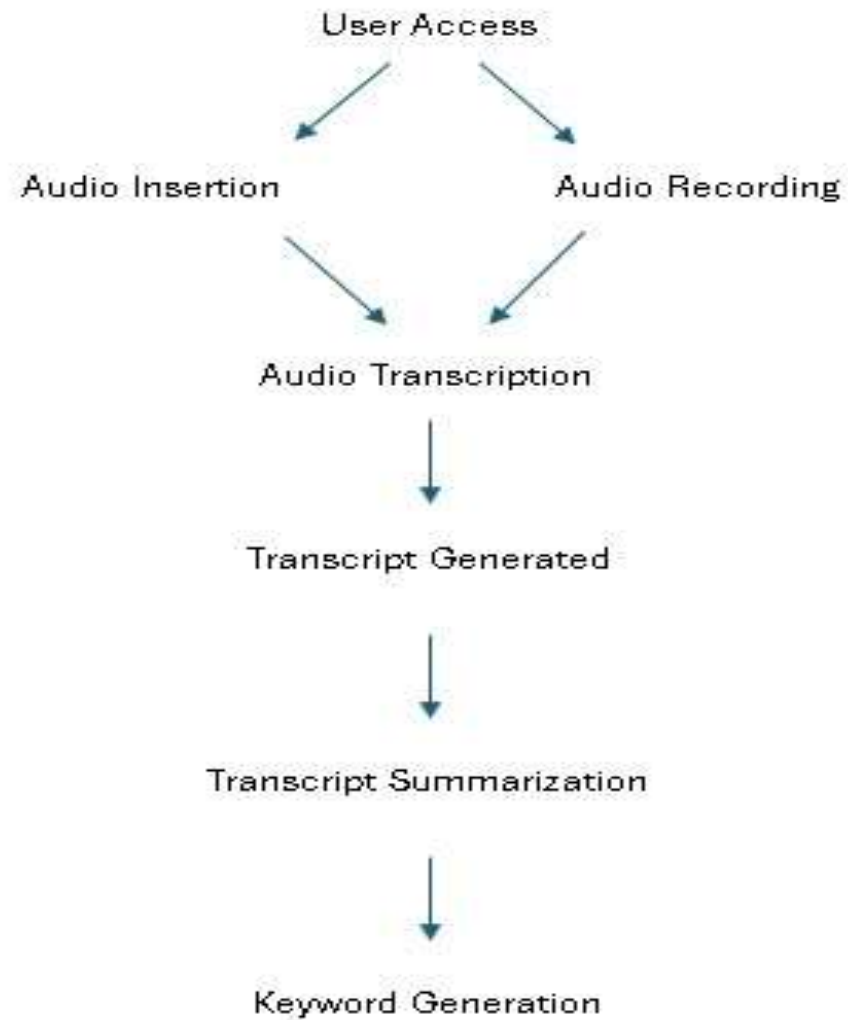 User Access
Audio Insertion
Audio Recording
Audio Transcription
Transcript Generated
Transcript Summarization
Keyword Generation